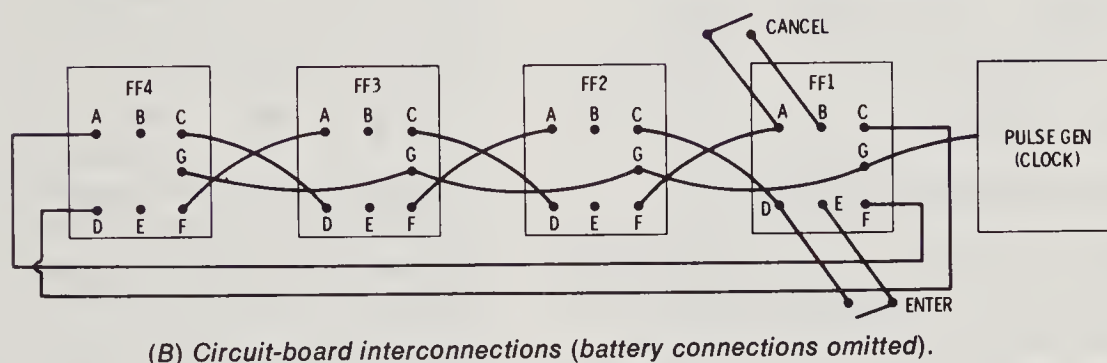 CANCEL
FF4 FF3 FF2 FF1
A B C A B C A B C A B C
PULSE GEN
(CLOCK)
G G G G
D E F D E F D E F D E F
ENTER
(B) Circuit-board interconnections (battery connections omitted).